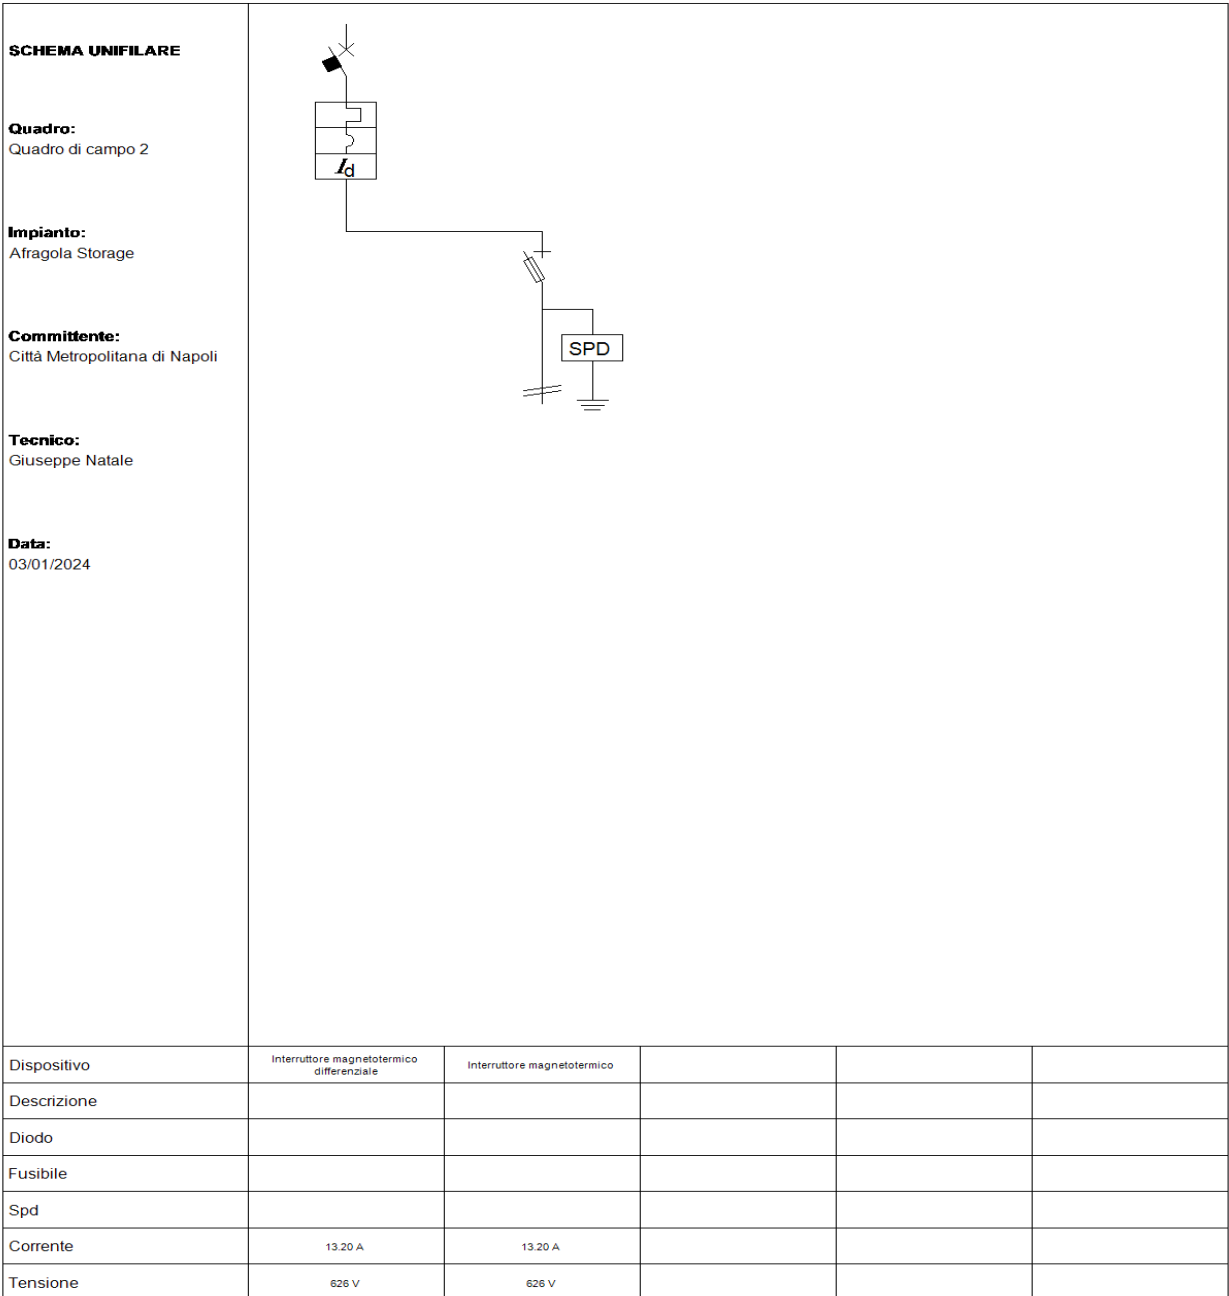 SCHEMA UNIFILARE
Quadro:
Quadro di campo 2
Impianto:
Afragola Storage
Committente:
Città Metropolitana di Napoli
Tecnico:
Giuseppe Natale
Data:
03/01/2024
Id
SPD
Dispositivo
Interruttore magnetotermico
differenziale
Interruttore magnetotermico
Descrizione
Diodo
Fusibile
Spd
Corrente 13.20 A 13.20 A
Tensione 626 V 626 V